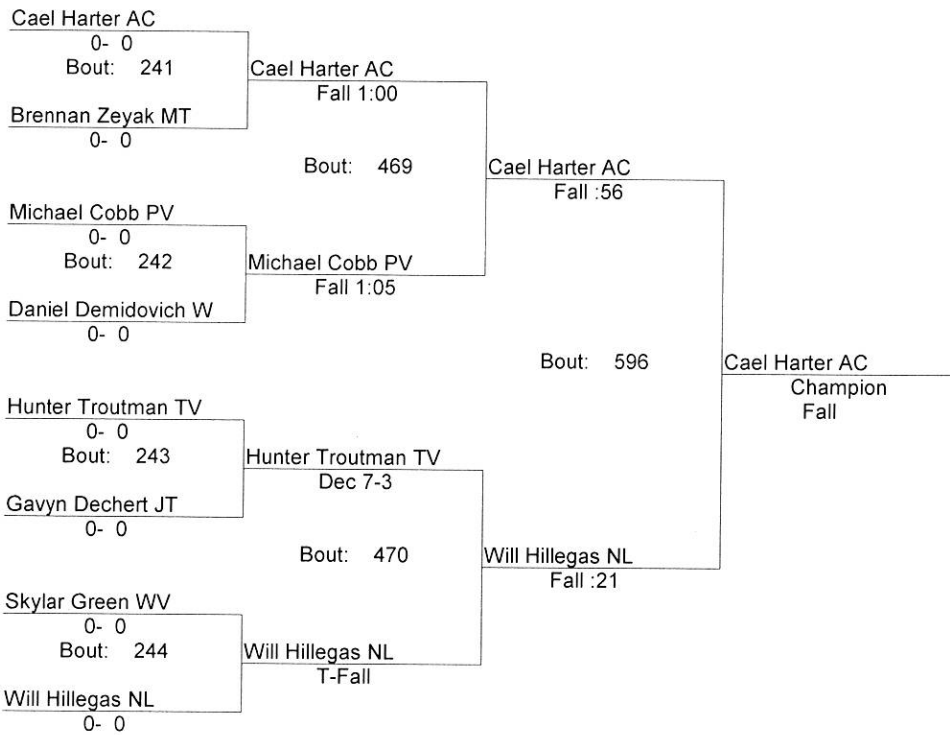 Cael Harter AC
0- 0
Bout: 241
Brennan Zeyak MT
0- 0
Cael Harter AC
Fall 1:00
Bout: 469
Michael Cobb PV
0- 0
Bout: 242
Daniel Demidovich W
0- 0
Michael Cobb PV
Fall 1:05
Cael Harter AC
Fall :56
Bout: 596
Cael Harter AC
Champion
Fall
Hunter Troutman TV
0- 0
Bout: 243
Gavyn Dechert JT
0- 0
Hunter Troutman TV
Dec 7-3
Bout: 470
Will Hillegas NL
Fall :21
Skylar Green WV
0- 0
Bout: 244
Will Hillegas NL
0- 0
Will Hillegas NL
T-Fall